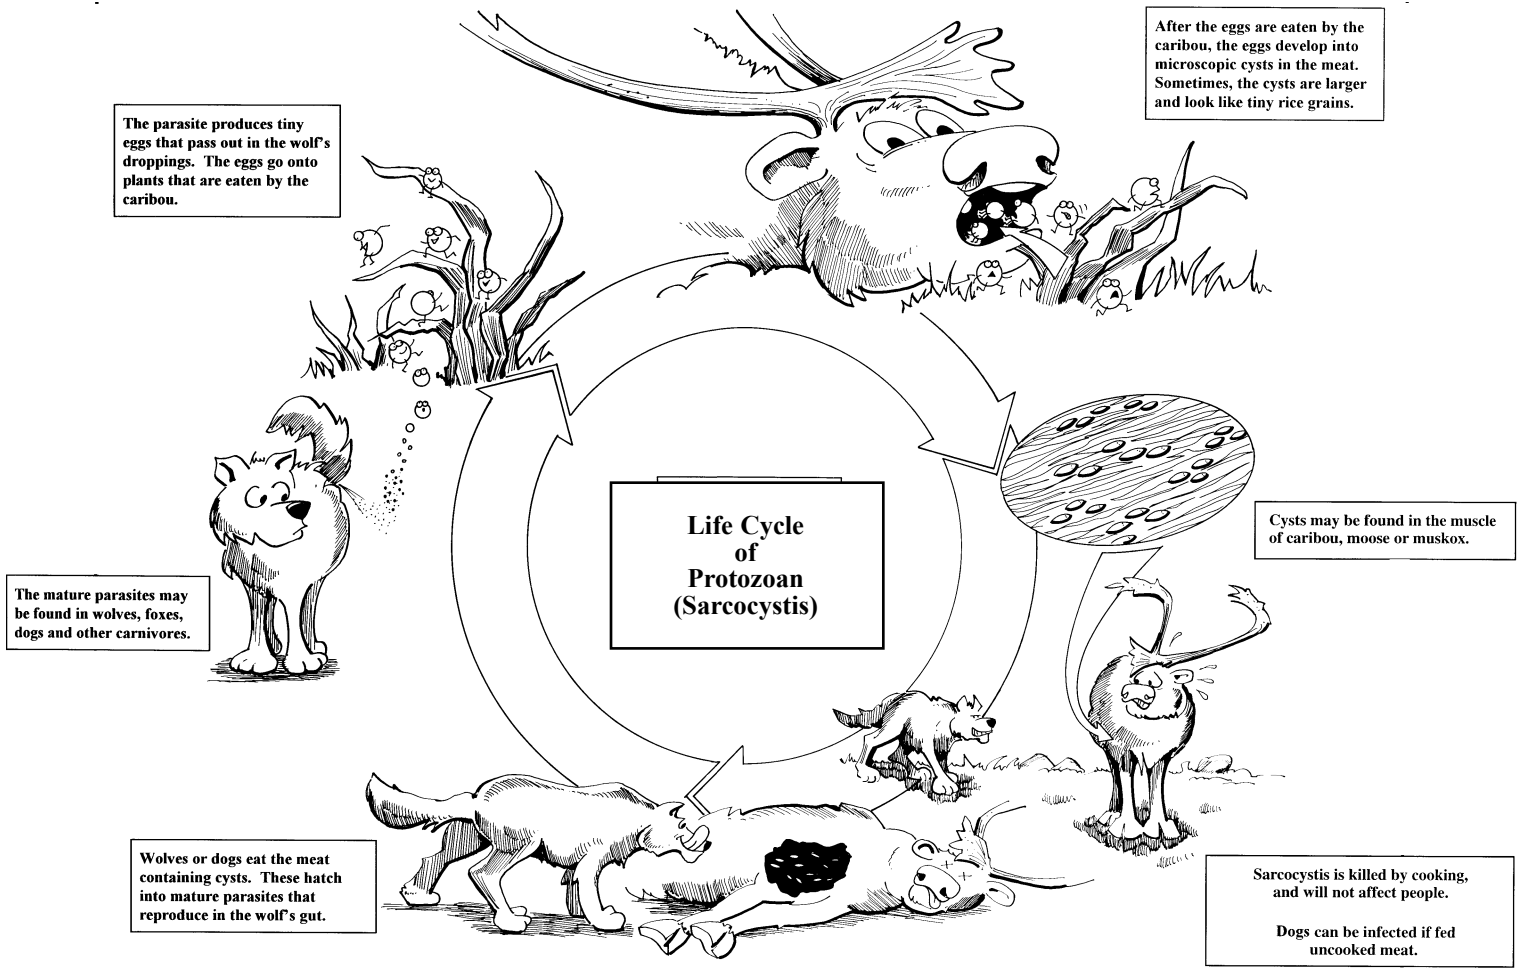 After the eggs are eaten by the
caribou, the eggs develop into
microscopic cysts in the meat.
Sometimes, the cysts are larger
and look like tiny rice grains.
The parasite produces tiny
eggs that pass out in the wolf's
droppings. The eggs go onto
plants that are eaten by the
caribou.
Life Cycle
of
Protozoan
(Sarcocystis)
Cysts may be found in the muscle
of caribou, moose or muskox.
The mature parasites may
be found in wolves, foxes,
dogs and other carnivores.
Wolves or dogs eat the meat
containing cysts. These hatch
into mature parasites that
reproduce in the wolf's gut.
Sarcocystis is killed by cooking,
and will not affect people.
Dogs can be infected if fed
uncooked meat.